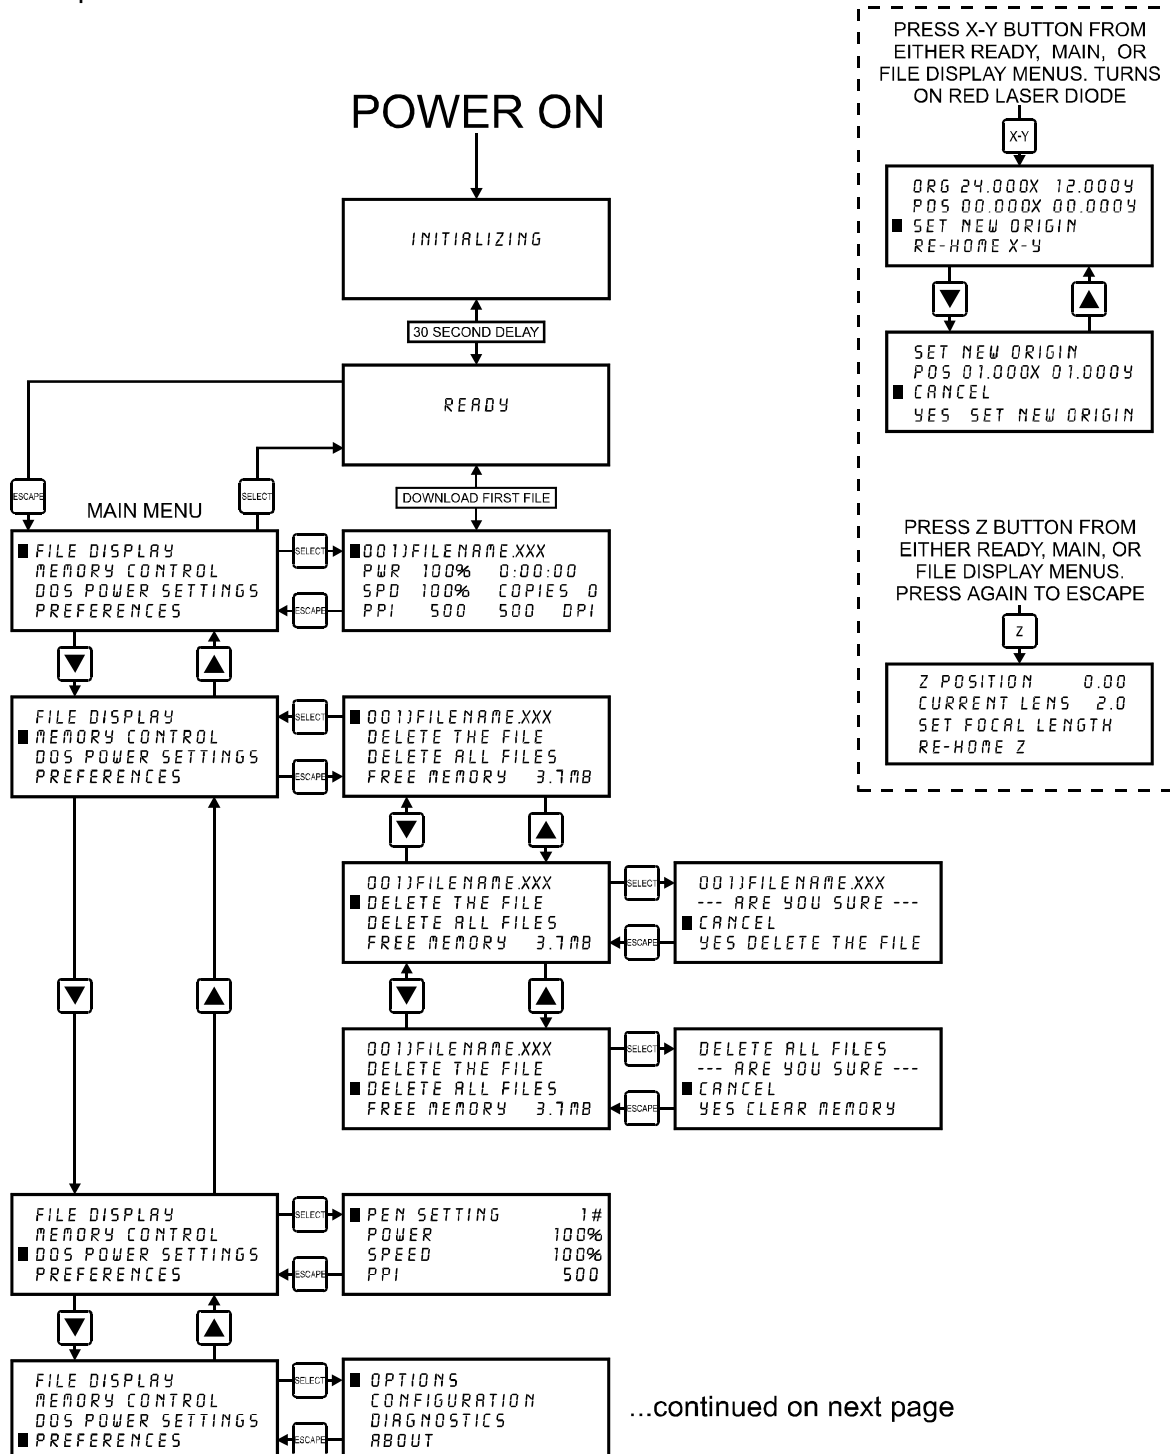 POWER ON
INITIALIZING
30 SECOND DELAY
READY
DOWNLOAD FIRST FILE
ESCAPE
SELECT
MAIN MENU
FILE DISPLAY
MEMORY CONTROL
DOS POWER SETTINGS
PREFERENCES
SELECT
ESCAPE
001)FILENAME.XXX
PWR 100% 0:00:00
SPD 100% COPIES 0
PPI 500 500 DPI
FILE DISPLAY
MEMORY CONTROL
DOS POWER SETTINGS
PREFERENCES
SELECT
ESCAPE
001)FILENAME.XXX
DELETE THE FILE
DELETE ALL FILES
FREE MEMORY 3.7MB
001)FILENAME.XXX
DELETE THE FILE
DELETE ALL FILES
FREE MEMORY 3.7MB
SELECT
ESCAPE
001)FILENAME.XXX
--- ARE YOU SURE ---
CANCEL
YES DELETE THE FILE
001)FILENAME.XXX
DELETE THE FILE
DELETE ALL FILES
FREE MEMORY 3.7MB
SELECT
ESCAPE
DELETE ALL FILES
--- ARE YOU SURE ---
CANCEL
YES CLEAR MEMORY
FILE DISPLAY
MEMORY CONTROL
DOS POWER SETTINGS
PREFERENCES
SELECT
ESCAPE
PEN SETTING 1#
POWER 100%
SPEED 100%
PPI 500
FILE DISPLAY
MEMORY CONTROL
DOS POWER SETTINGS
PREFERENCES
SELECT
ESCAPE
OPTIONS
CONFIGURATION
DIAGNOSTICS
ABOUT
...continued on next page
PRESS X-Y BUTTON FROM
EITHER READY, MAIN, OR
FILE DISPLAY MENUS. TURNS
ON RED LASER DIODE
X-Y
ORG 24.000X 12.000Y
POS 00.000X 00.000Y
SET NEW ORIGIN
RE-HOME X-Y
SET NEW ORIGIN
POS 01.000X 01.000Y
CANCEL
YES SET NEW ORIGIN
PRESS Z BUTTON FROM
EITHER READY, MAIN, OR
FILE DISPLAY MENUS.
PRESS AGAIN TO ESCAPE
Z
Z POSITION 0.00
CURRENT LENS 2.0
SET FOCAL LENGTH
RE-HOME Z